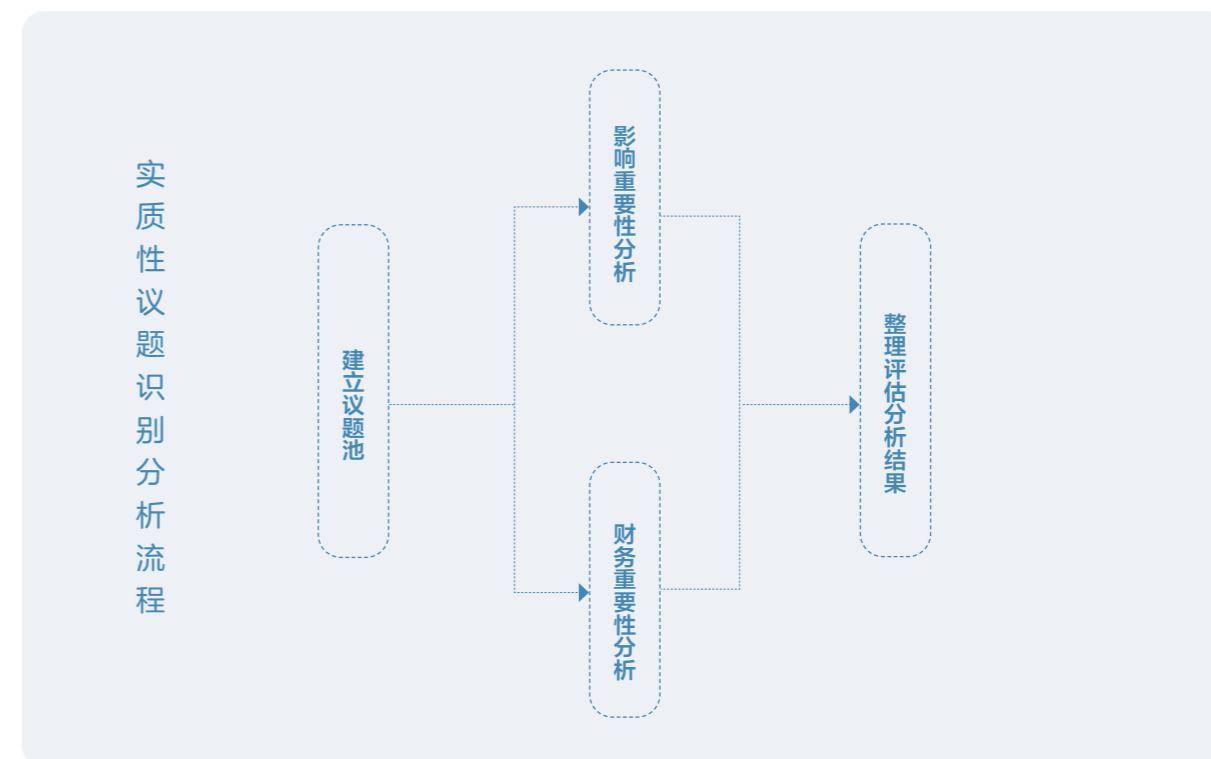 实质性议题识别分析流程
建立议题池
影响重要性分析
财务重要性分析
整理评估分析结果